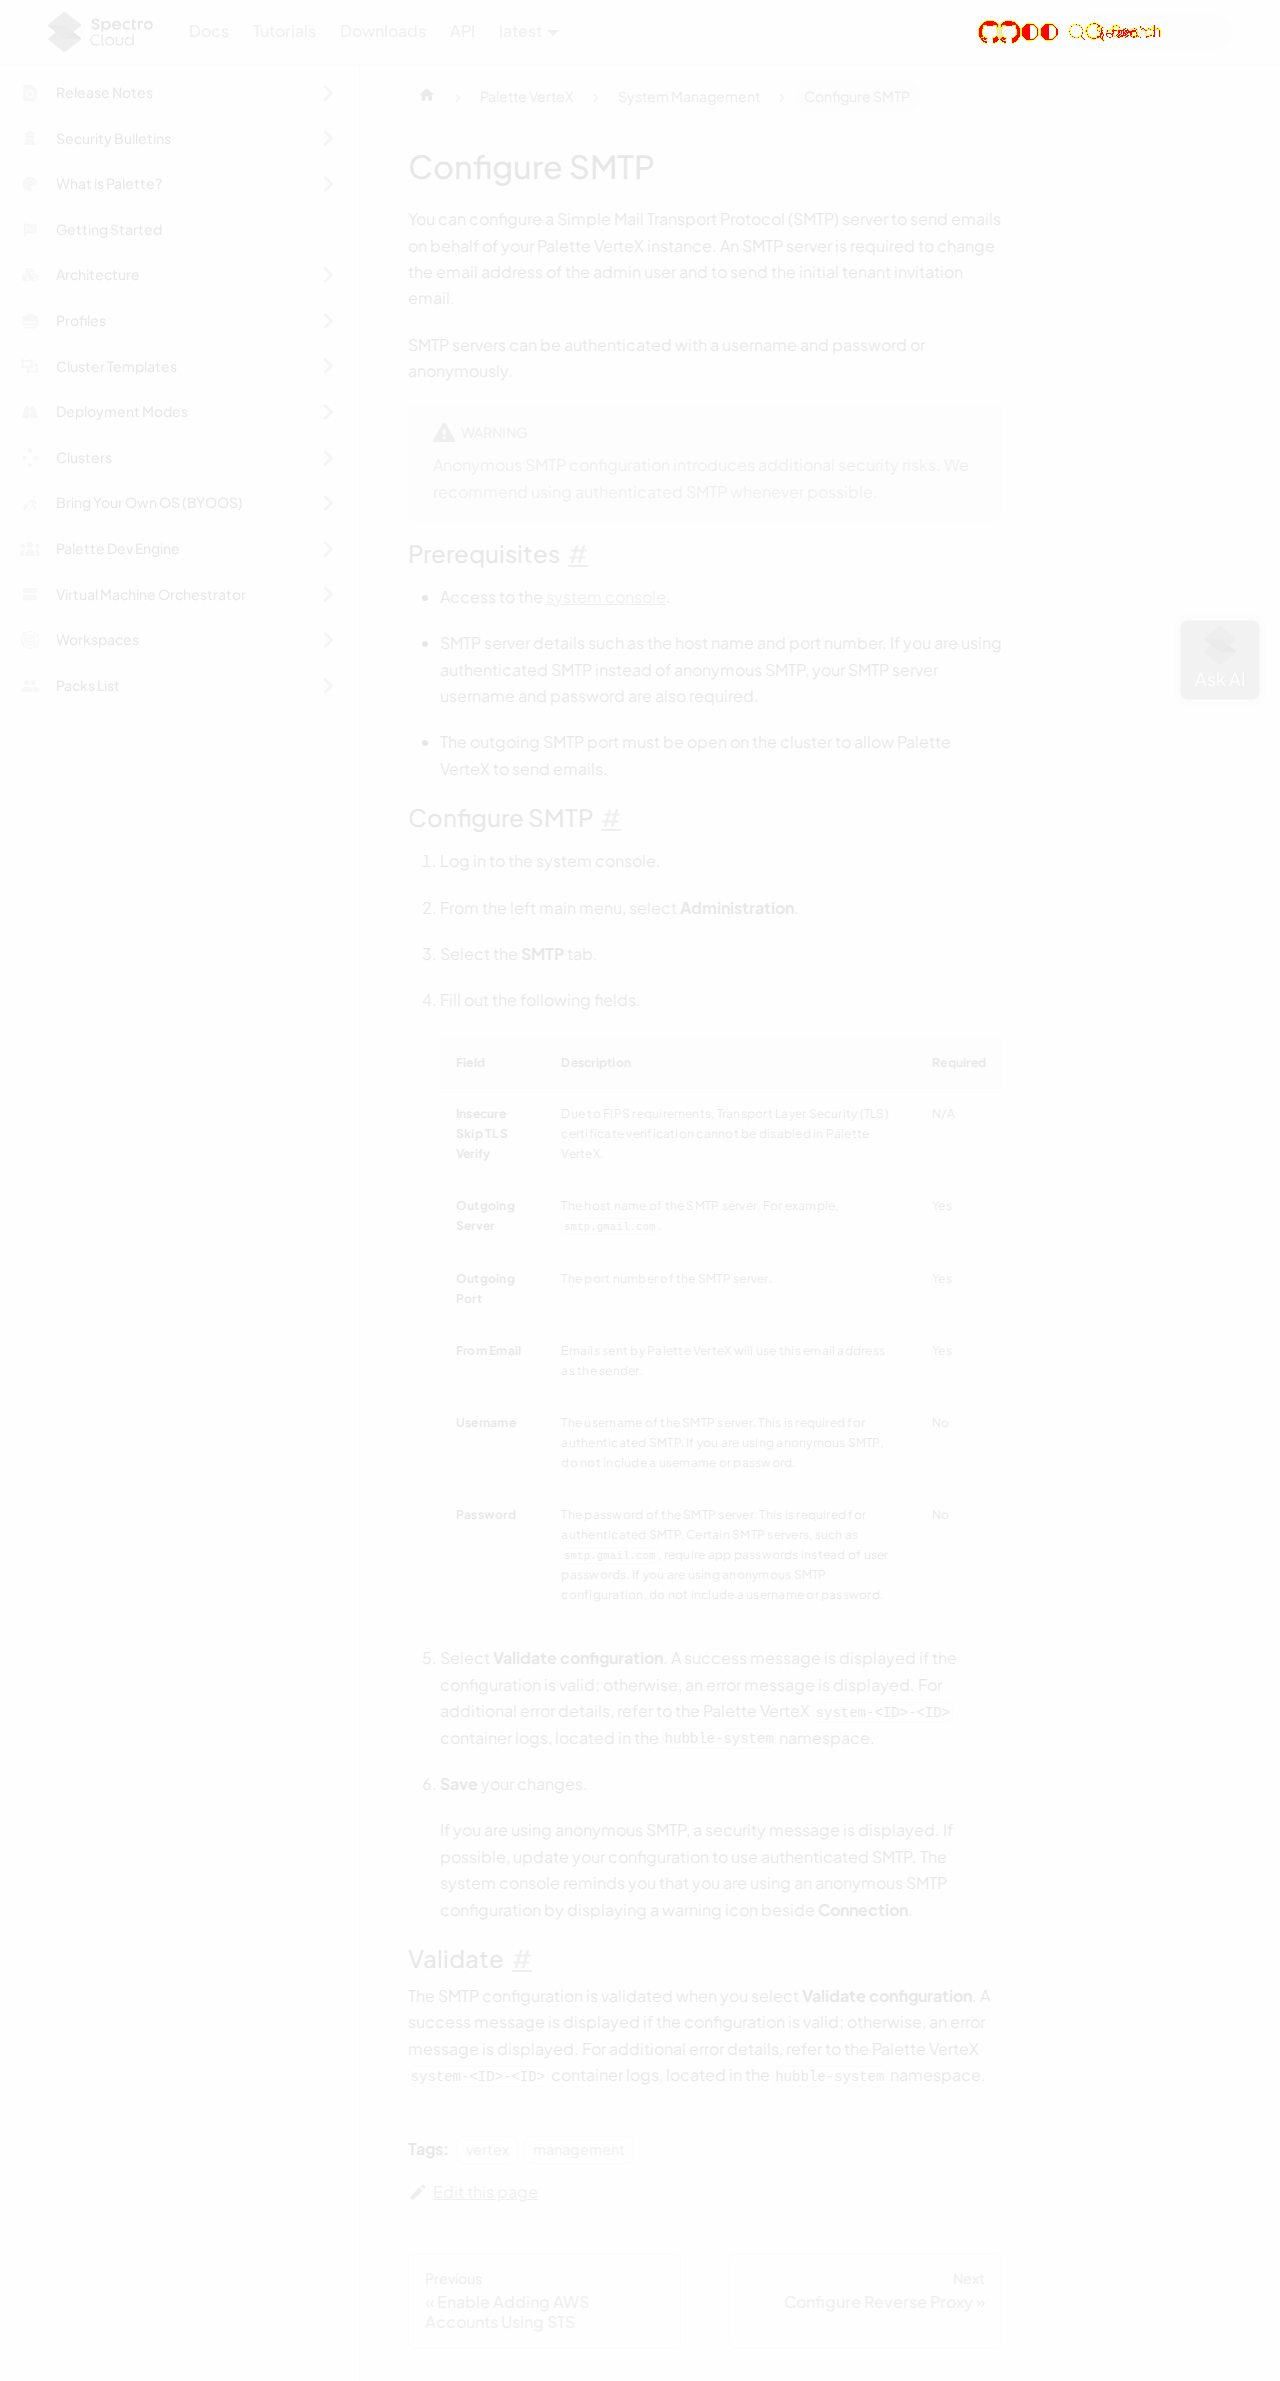 Spectro
Cloud
Docs
Tutorials
Downloads
API
latest
Release Notes
Security Bulletins
What is Palette?
Getting Started
Architecture
Profiles
Cluster Templates
Deployment Modes
Clusters
Bring Your Own OS (BYOOS)
Palette Dev Engine
Virtual Machine Orchestrator
Workspaces
Packs List
Palette VerteX
System Management
Configure SMTP
Configure SMTP
You can configure a Simple Mail Transport Protocol (SMTP) server to send emails
on behalf of your Palette VerteX instance. An SMTP server is required to change
the email address of the admin user and to send the initial tenant invitation
email.
SMTP servers can be authenticated with a username and password or
anonymously.
WARNING
Anonymous SMTP configuration introduces additional security risks. We
recommend using authenticated SMTP whenever possible.
Prerequisites #
• Access to the system console.
• SMTP server details such as the host name and port number. If you are using
authenticated SMTP instead of anonymous SMTP, your SMTP server
username and password are also required.
• The outgoing SMTP port must be open on the cluster to allow Palette
VerteX to send emails.
Configure SMTP #
1. Log in to the system console.
2. From the left main menu, select Administration.
3. Select the SMTP tab.
4. Fill out the following fields.
Field Description Required
Insecure Skip TLS Verify
Due to FIPS requirements, Transport Layer Security (TLS)
certificate verification cannot be disabled in Palette
VerteX.
N/A
Outgoing Server
The host name of the SMTP server. For example,
smtp.gmail.com.
Yes
Outgoing Port
The port number of the SMTP server.
Yes
From Email
Emails sent by Palette VerteX will use this email address
as the sender.
Yes
Username
The username of the SMTP server. This is required for
authenticated SMTP. If you are using anonymous SMTP,
do not include a username or password.
No
Password
The password of the SMTP server. This is required for
authenticated SMTP. Certain SMTP servers, such as
smtp.gmail.com, require app passwords instead of user
passwords. If you are using anonymous SMTP
configuration, do not include a username or password.
No
5. Select Validate configuration. A success message is displayed if the
configuration is valid; otherwise, an error message is displayed. For
additional error details, refer to the Palette VerteX system-<ID>-<ID>
container logs, located in the hubble-system namespace.
6. Save your changes.
If you are using anonymous SMTP, a security message is displayed. If
possible, update your configuration to use authenticated SMTP. The
system console reminds you that you are using an anonymous SMTP
configuration by displaying a warning icon beside Connection.
Validate #
The SMTP configuration is validated when you select Validate configuration. A
success message is displayed if the configuration is valid; otherwise, an error
message is displayed. For additional error details, refer to the Palette VerteX
system-<ID>-<ID> container logs, located in the hubble-system namespace.
Tags: vertex management
Edit this page
Previous
« Enable Adding AWS
Accounts Using STS
Next
Configure Reverse Proxy »
Ask AI